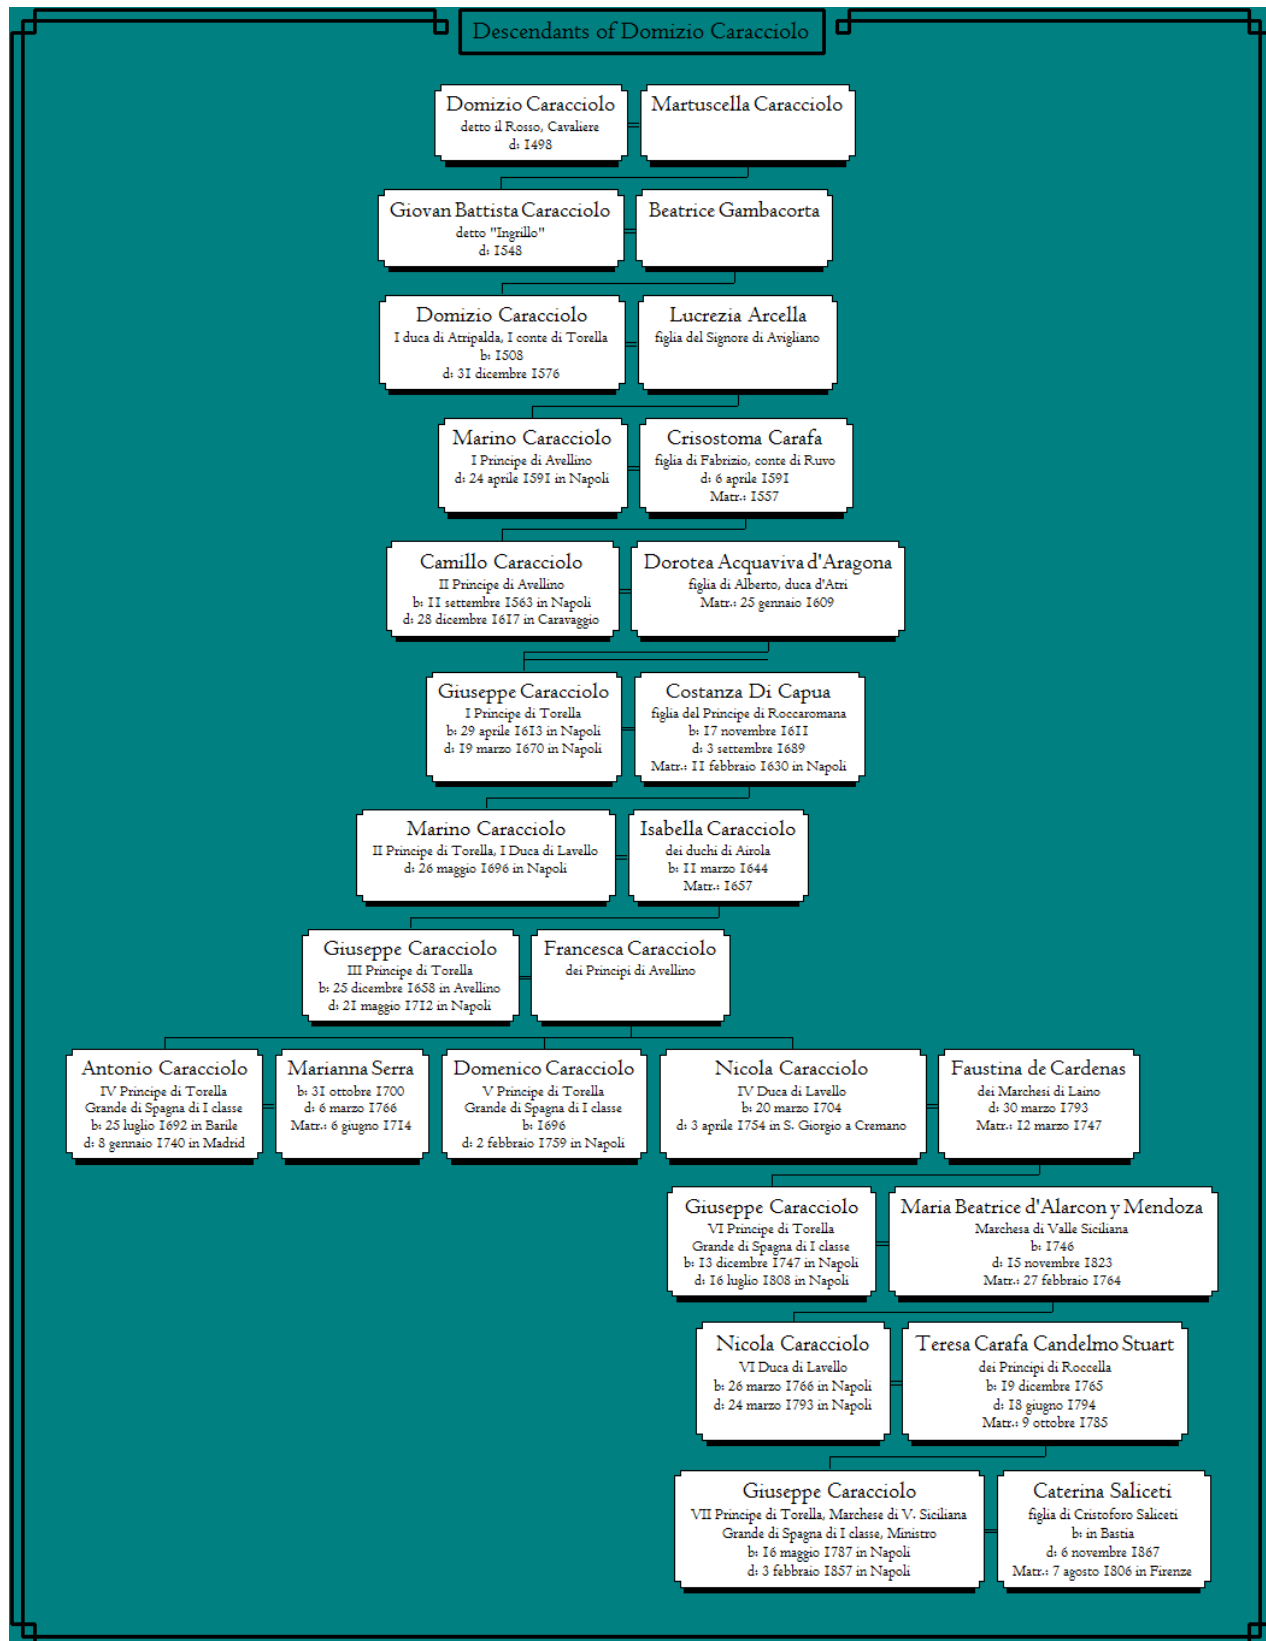 Descendants of Domizio Caracciolo
Domizio Caracciolo
detto il Rosso, Cavaliere
d: 1498
Martuscella Caracciolo
Giovan Battista Caracciolo
detto "Ingrillo"
d: 1548
Beatrice Gambacorta
Domizio Caracciolo
I duca di Atripalda, I conte di Torella
b: 1508
d: 31 dicembre 1576
Lucrezia Arcella
figlia del Signore di Avigliano
Marino Caracciolo
I Principe di Avellino
d: 24 aprile 1591 in Napoli
Crisostoma Carafa
figlia di Fabrizio, conte di Ruvo
d: 6 aprile 1591
Matr.: 1557
Camillo Caracciolo
II Principe di Avellino
b: 11 settembre 1563 in Napoli
d: 28 dicembre 1617 in Caravaggio
Dorotea Acquaviva d'Aragona
figlia di Alberto, duca d'Atri
Matr.: 25 gennaio 1609
Giuseppe Caracciolo
I Principe di Torella
b: 29 aprile 1613 in Napoli
d: 19 marzo 1670 in Napoli
Costanza Di Capua
figlia del Principe di Roccaromana
b: 17 novembre 1611
d: 3 settembre 1689
Matr.: 11 febbraio 1630 in Napoli
Marino Caracciolo
II Principe di Torella, I Duca di Lavello
d: 26 maggio 1696 in Napoli
Isabella Caracciolo
dei duchi di Airola
b: 11 marzo 1644
Matr.: 1657
Giuseppe Caracciolo
III Principe di Torella
b: 25 dicembre 1658 in Avellino
d: 21 maggio 1712 in Napoli
Francesca Caracciolo
dei Principi di Avellino
Antonio Caracciolo
IV Principe di Torella
Grande di Spagna di I classe
b: 25 luglio 1692 in Barile
d: 8 gennaio 1740 in Madrid
Marianna Serra
b: 31 ottobre 1700
d: 6 marzo 1766
Matr.: 6 giugno 1714
Domenico Caracciolo
V Principe di Torella
Grande di Spagna di I classe
b: 1696
d: 2 febbraio 1759 in Napoli
Nicola Caracciolo
IV Duca di Lavello
b: 20 marzo 1704
d: 3 aprile 1754 in S. Giorgio a Cremano
Faustina de Cardenas
dei Marchesi di Laino
d: 30 marzo 1793
Matr.: 12 marzo 1747
Giuseppe Caracciolo
VI Principe di Torella
Grande di Spagna di I classe
b: 13 dicembre 1747 in Napoli
d: 16 luglio 1808 in Napoli
Maria Beatrice d'Alarcon y Mendoza
Marchesa di Valle Siciliana
b: 1746
d: 15 novembre 1823
Matr.: 27 febbraio 1764
Nicola Caracciolo
VI Duca di Lavello
b: 26 marzo 1766 in Napoli
d: 24 marzo 1793 in Napoli
Teresa Carafa Candelmo Stuart
dei Principi di Roccella
b: 19 dicembre 1765
d: 18 giugno 1794
Matr.: 9 ottobre 1785
Giuseppe Caracciolo
VII Principe di Torella, Marchese di V. Siciliana
Grande di Spagna di I classe, Ministro
b: 16 maggio 1787 in Napoli
d: 3 febbraio 1857 in Napoli
Caterina Saliceti
figlia di Cristoforo Saliceti
b: in Bastia
d: 6 novembre 1867
Matr.: 7 agosto 1806 in Firenze